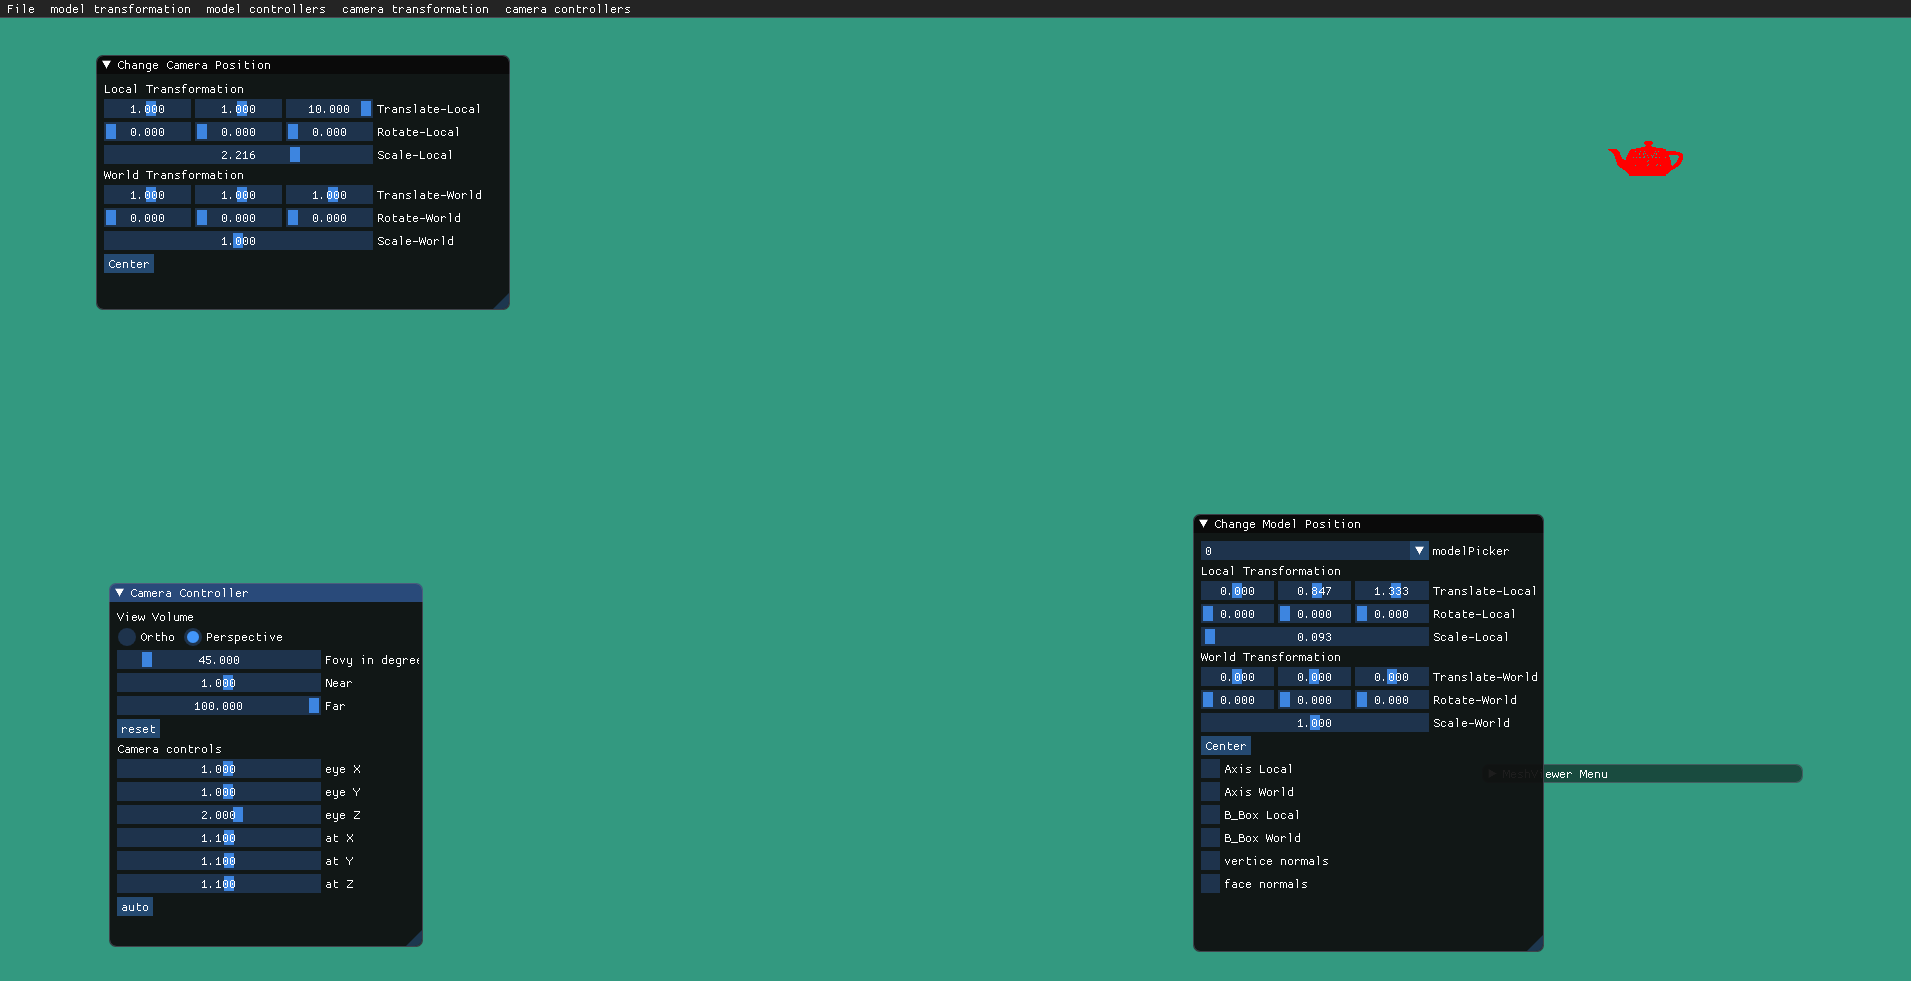 File model transformation model controllers camera transformation camera controllers
Change Camera Position
Local Transformation
1.000 1.000 10.000 Translate-Local
0.000 0.000 0.000 Rotate-Local
2.216 Scale-Local
World Transformation
1.000 1.000 1.000 Translate-World
0.000 0.000 0.000 Rotate-World
1.000 Scale-World
Center
Change Model Position
0 modelPicker
Local Transformation
0.000 0.847 1.333 Translate-Local
0.000 0.000 0.000 Rotate-Local
0.093 Scale-Local
World Transformation
0.000 0.000 0.000 Translate-World
0.000 0.000 0.000 Rotate-World
1.000 Scale-World
Center
Axis Local
Axis World
B_Box Local
B_Box World
vertice normals
face normals
MeshViewer Menu
Camera Controller
View Volume
Ortho Perspective
45.000 Fovy in degree
1.000 Near
100.000 Far
reset
Camera controls
1.000 eye X
1.000 eye Y
2.000 eye Z
1.100 at X
1.100 at Y
1.100 at Z
auto